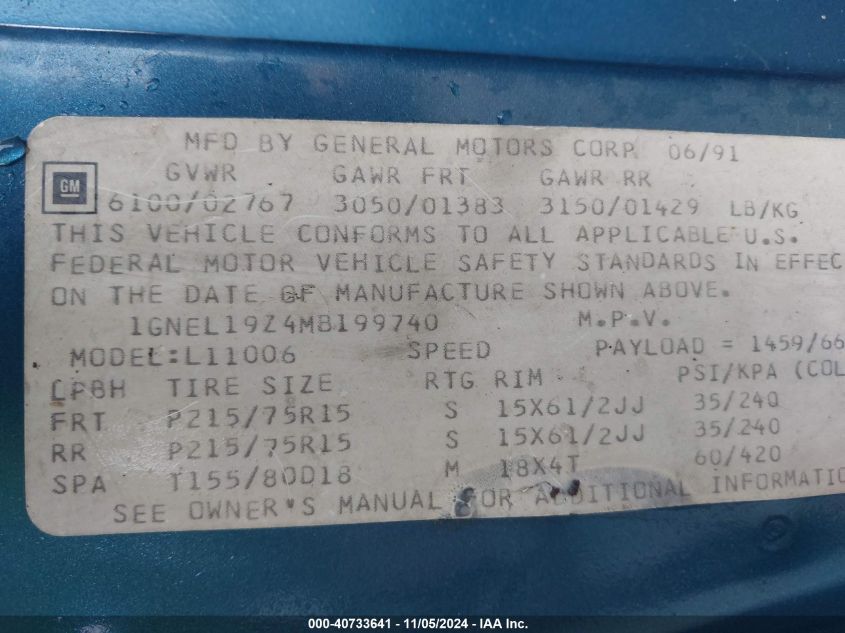 MFD BY GENERAL MOTORS CORP 06/91
GVWR GAWR FRT GAWR RR
GM 6100/02767 3050/01383 3150/01429 LB/KG
THIS VEHICLE CONFORMS TO ALL APPLICABLE U.S.
FEDERAL MOTOR VEHICLE SAFETY STANDARDS IN EFFEC
ON THE DATE OF MANUFACTURE SHOWN ABOVE.
1GNEL19Z4MB199740 M.P.V.
MODEL:L11006 SPEED PAYLOAD = 1459/66
LPBH TIRE SIZE RTG RIM PSI/KPA (COL
FRT P215/75R15 S 15X61/2JJ 35/240
RR P215/75R15 S 15X61/2JJ 35/240
SPA T155/80D18 M 18X4T 60/420
SEE OWNER'S MANUAL FOR ADDITIONAL INFORMATIO
000-40733641 - 11/05/2024 - IAA Inc.